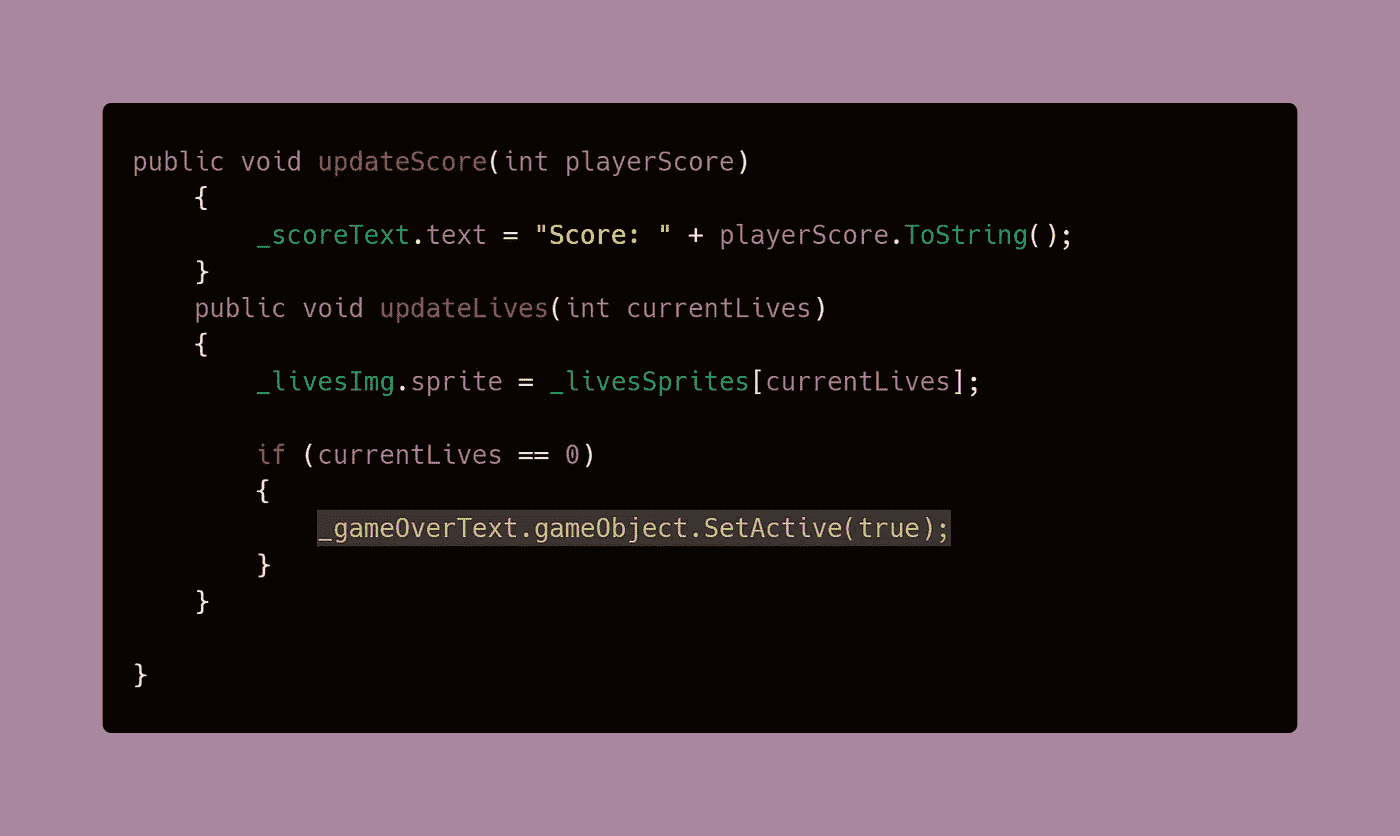 public void updateScore(int playerScore)
    {
        _scoreText.text = "Score: " + playerScore.ToString();
    }
    public void updateLives(int currentLives)
    {
        _livesImg.sprite = _livesSprites[currentLives];

        if (currentLives == 0)
        {
            _gameOverText.gameObject.SetActive(true);
        }
    }

}